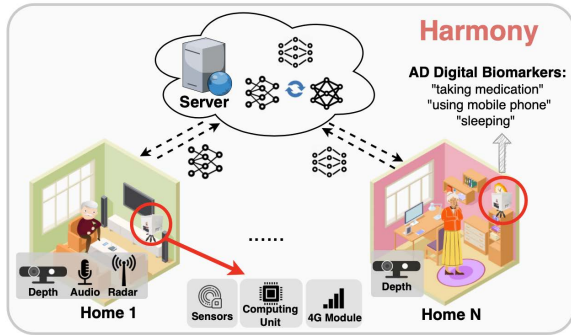 Harmony
AD Digital Biomarkers:
"taking medication"
"using mobile phone"
"sleeping"
Server
Depth Audio Radar
Home 1
......
Sensors
Computing
Unit
4G Module
Depth
Home N